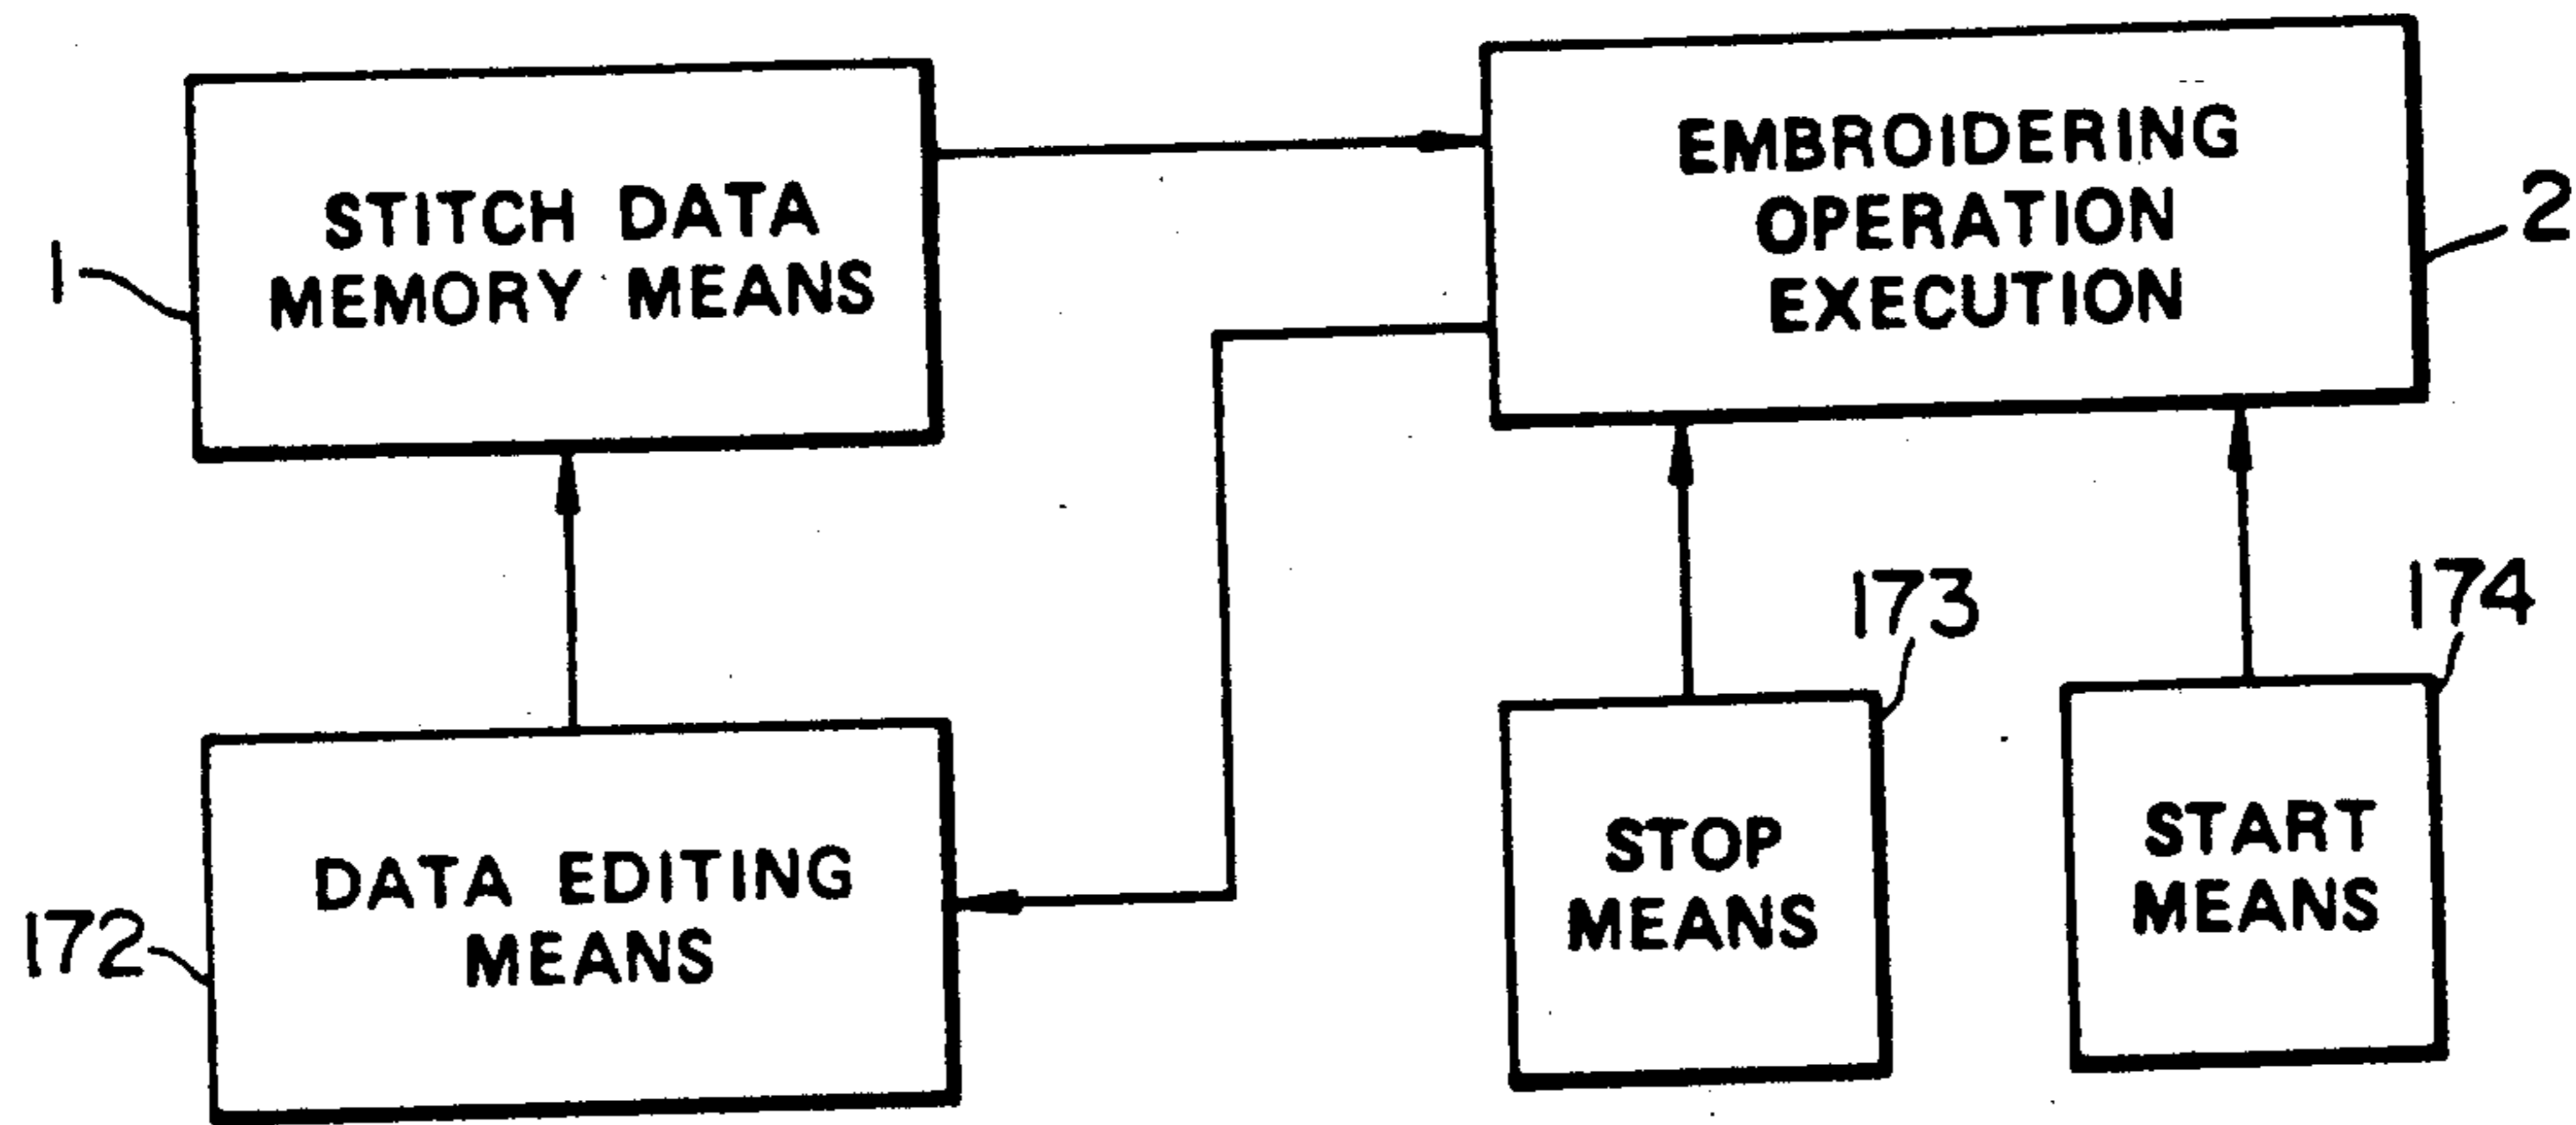 STITCH DATA
MEMORY MEANS
1
EMBROIDERING
OPERATION
EXECUTION
2
DATA EDITING
MEANS
172
STOP
MEANS
173
START
MEANS
174